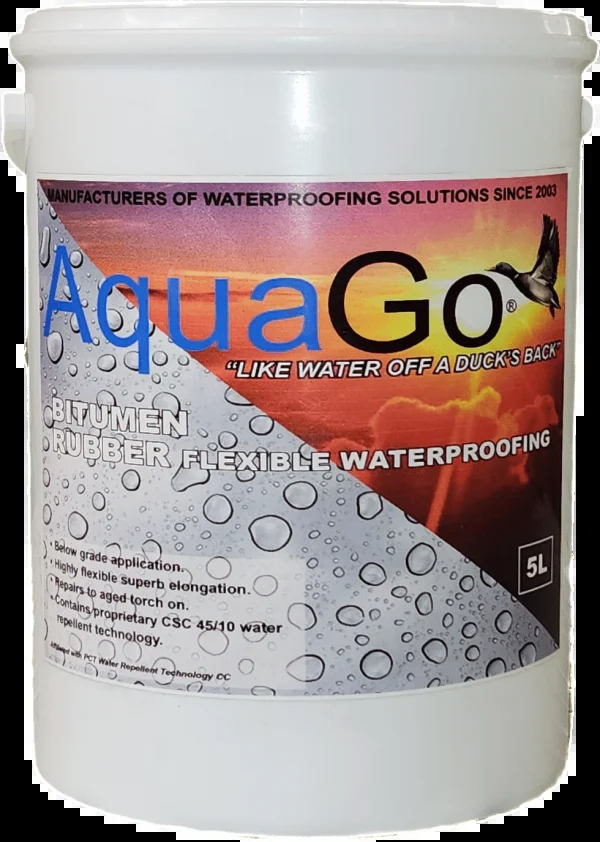 MANUFACTURERS OF WATERPROOFING SOLUTIONS SINCE 2003
AquaGo®
“LIKE WATER OFF A DUCK'S BACK”
BITUMEN
RUBBER FLEXIBLE WATERPROOFING
5L
• Below grade application.
• Highly flexible superb elongation.
• Repairs to aged torch on.
• Contains proprietary CSC 45/10 water
repellent technology.
Affiliated with PCT Water Repellent Technology CC